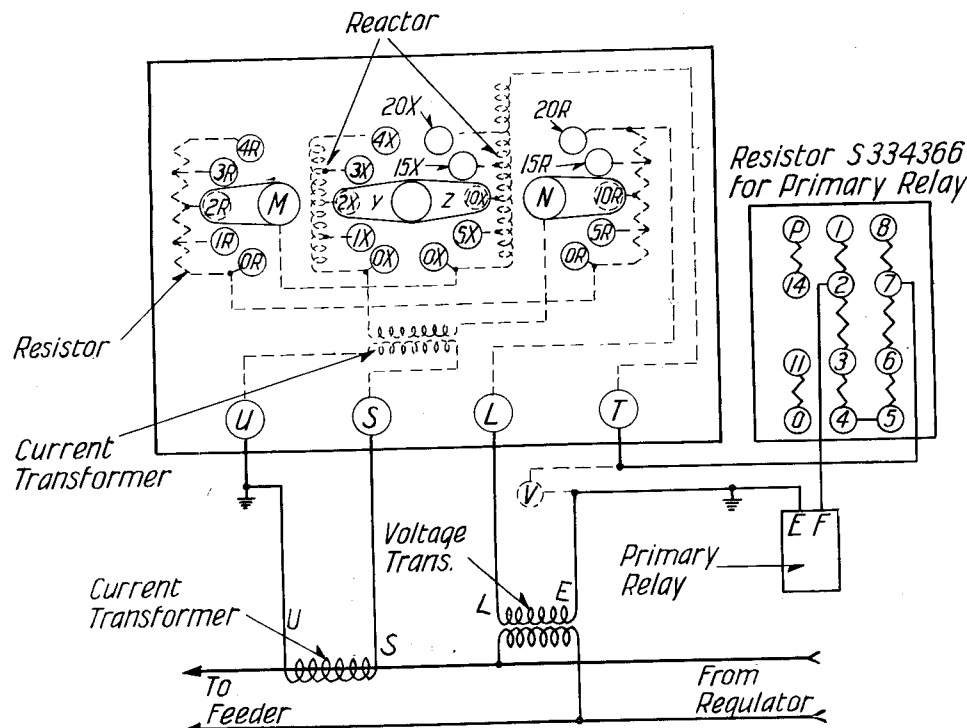 Reactor
20X
20R
4R
4X
3R
3X
15X
15R
2R
M
2X
Y
Z
10X
N
10R
1R
1X
5X
5R
0R
0X
0X
0R
Resistor S334366
for Primary Relay
P
1
8
14
2
7
11
3
6
0
4
5
Resistor
Current
Transformer
U
S
L
T
V
E F
Primary
Relay
Voltage
Trans.
L
E
Current
Transformer
U
S
To
Feeder
From
Regulator